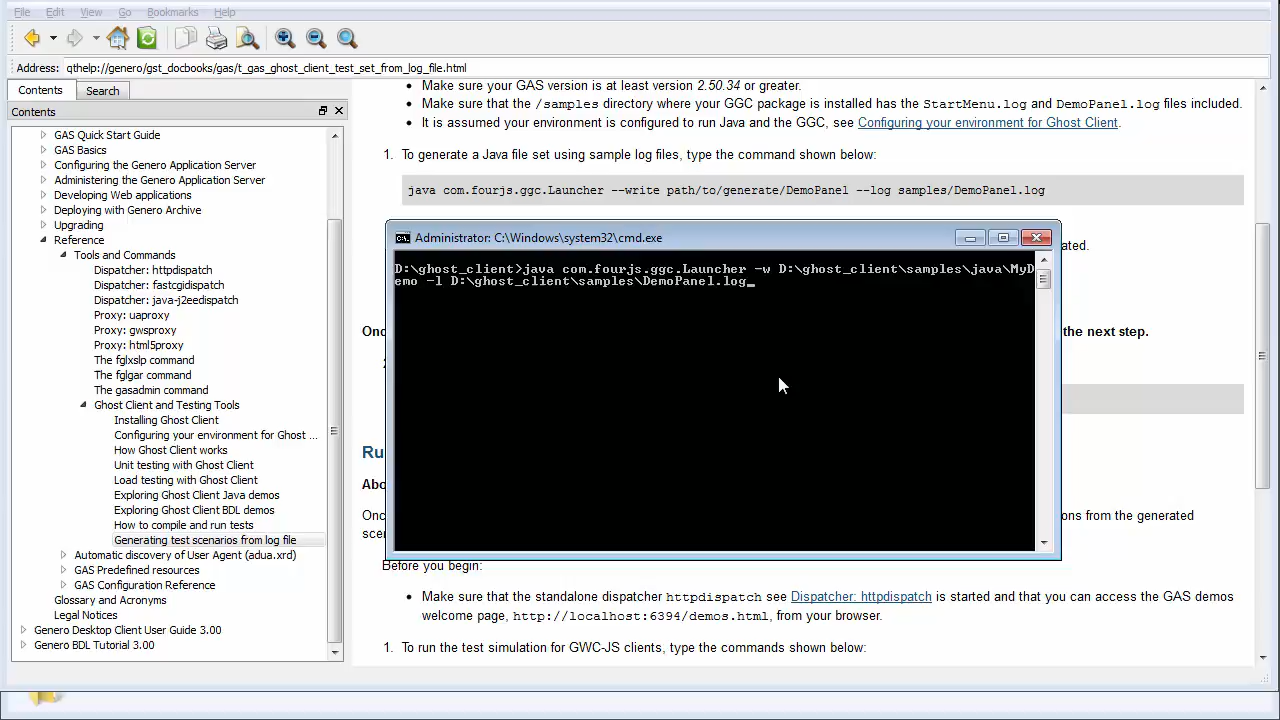 File Edit View Go Bookmarks Help
Address: qthelp://genero/gst_docbooks/gas/t_gas_ghost_client_test_set_from_log_file.html
Contents Search
Contents
GAS Quick Start Guide
GAS Basics
Configuring the Genero Application Server
Administering the Genero Application Server
Developing Web applications
Deploying with Genero Archive
Upgrading
Reference
Tools and Commands
Dispatcher: httpdispatch
Dispatcher: fastcgidispatch
Dispatcher: java-j2eedispatch
Proxy: uaproxy
Proxy: gwsproxy
Proxy: html5proxy
The fglxslp command
The fglgar command
The gasadmin command
Ghost Client and Testing Tools
Installing Ghost Client
Configuring your environment for Ghost ...
How Ghost Client works
Unit testing with Ghost Client
Load testing with Ghost Client
Exploring Ghost Client Java demos
Exploring Ghost Client BDL demos
How to compile and run tests
Generating test scenarios from log file
Automatic discovery of User Agent (adua.xrd)
GAS Predefined resources
GAS Configuration Reference
Glossary and Acronyms
Legal Notices
Genero Desktop Client User Guide 3.00
Genero BDL Tutorial 3.00
• Make sure your GAS version is at least version 2.50.34 or greater.
• Make sure that the /samples directory where your GGC package is installed has the StartMenu.log and DemoPanel.log files included.
• It is assumed your environment is configured to run Java and the GGC, see Configuring your environment for Ghost Client.
1. To generate a Java file set using sample log files, type the command shown below:
java com.fourjs.ggc.Launcher --write path/to/generate/DemoPanel --log samples/DemoPanel.log
ated.
Administrator: C:\Windows\system32\cmd.exe
D:\ghost_client>java com.fourjs.ggc.Launcher -w D:\ghost_client\samples\java\MyD
emo -l D:\ghost_client\samples\DemoPanel.log_
Onc
the next step.
Ru
Abo
Onc
ons from the generated
sce
Before you begin:
• Make sure that the standalone dispatcher httpdispatch see Dispatcher: httpdispatch is started and that you can access the GAS demos
welcome page, http://localhost:6394/demos.html, from your browser.
1. To run the test simulation for GWC-JS clients, type the commands shown below: